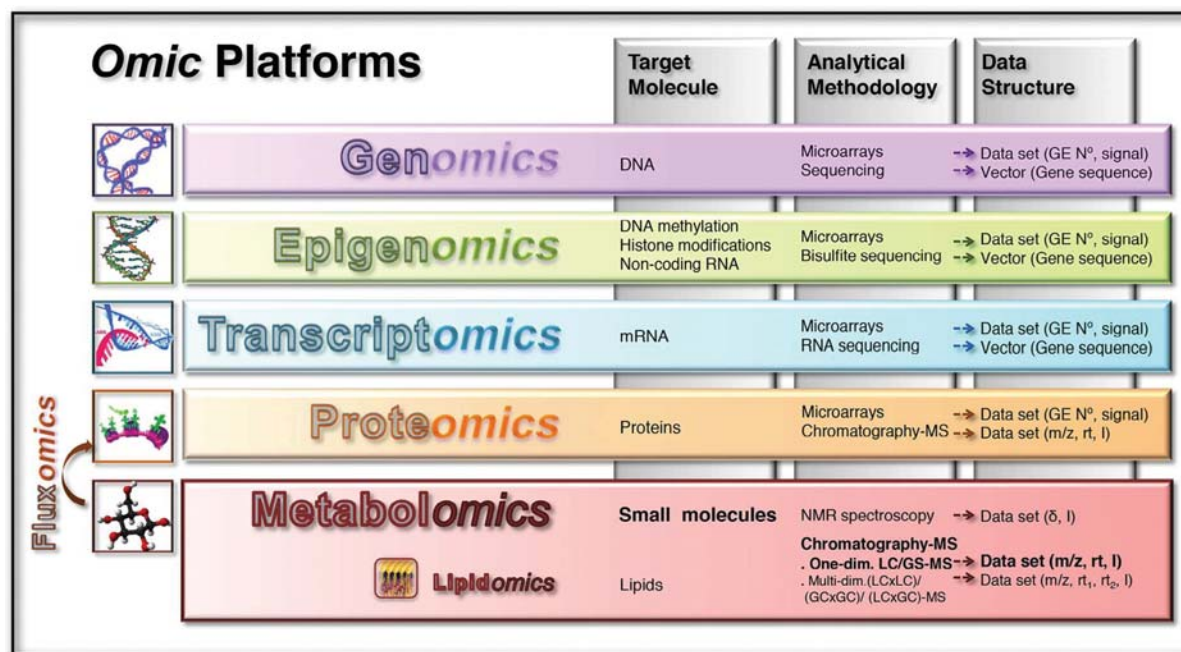 Omic Platforms
Target
Molecule
Analytical
Methodology
Data
Structure
Genomics
DNA
Microarrays
Sequencing
Data set (GE Nº, signal)
Vector (Gene sequence)
Epigenomics
DNA methylation
Histone modifications
Non-coding RNA
Microarrays
Bisulfite sequencing
Data set (GE Nº, signal)
Vector (Gene sequence)
Transcriptomics
mRNA
Microarrays
RNA sequencing
Data set (GE Nº, signal)
Vector (Gene sequence)
Proteomics
Proteins
Microarrays
Chromatography-MS
Data set (GE Nº, signal)
Data set (m/z, rt, I)
Fluxomics
Metabolomics
Small molecules
NMR spectroscopy
Data set (δ, I)
Lipidomics
Lipids
Chromatography-MS
. One-dim. LC/GS-MS
. Multi-dim.(LCxLC)/
(GCxGC)/ (LCxGC)-MS
Data set (m/z, rt, I)
Data set (m/z, rt₁, rt₂, I)